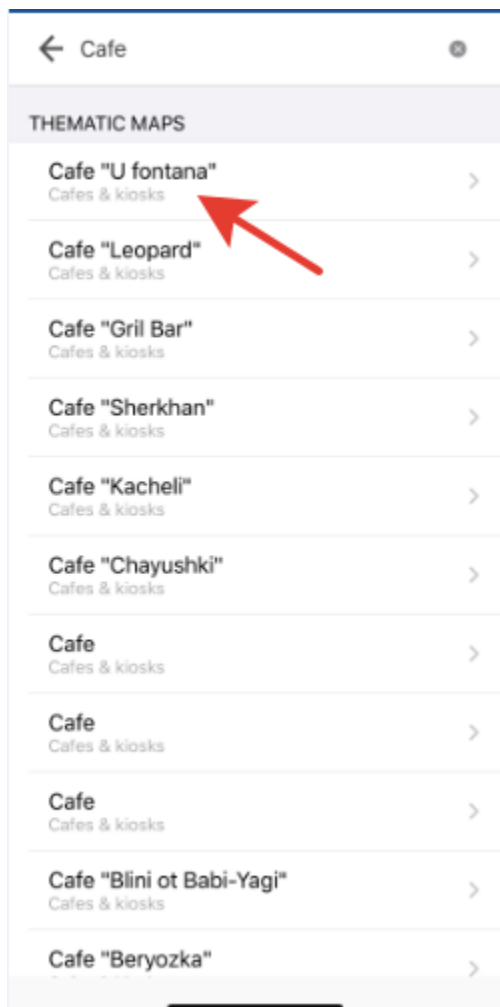 Cafe
THEMATIC MAPS
Cafe "U fontana"
Cafes & kiosks
Cafe "Leopard"
Cafes & kiosks
Cafe "Gril Bar"
Cafes & kiosks
Cafe "Sherkhan"
Cafes & kiosks
Cafe "Kacheli"
Cafes & kiosks
Cafe "Chayushki"
Cafes & kiosks
Cafe
Cafes & kiosks
Cafe
Cafes & kiosks
Cafe
Cafes & kiosks
Cafe "Blini ot Babi-Yagi"
Cafes & kiosks
Cafe "Beryozka"